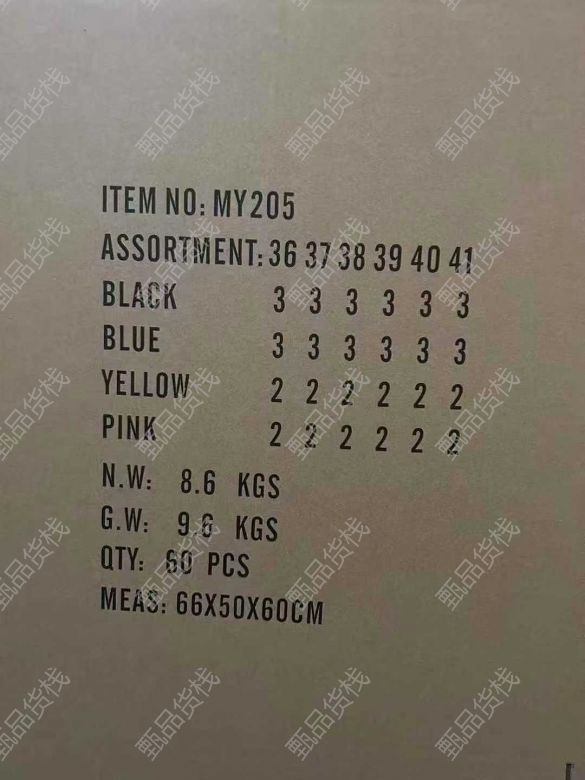 ITEM NO: MY205
ASSORTMENT: 36 37 38 39 40 41
BLACK 3 3 3 3 3 3
BLUE 3 3 3 3 3 3
YELLOW 2 2 2 2 2 2
PINK 2 2 2 2 2 2
N.W: 8.6 KGS
G.W: 9.6 KGS
QTY: 60 PCS
MEAS: 66X50X60CM
甄品货栈